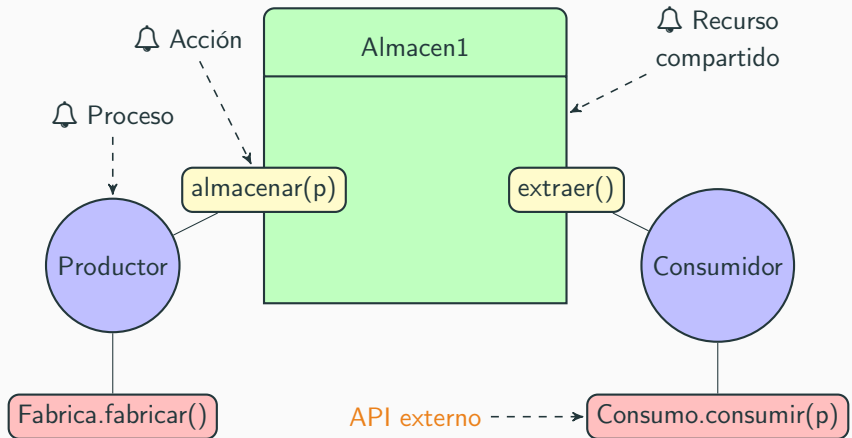 Recurso
compartido
Acción
Almacen1
Proceso
almacenar(p)
extraer()
Productor
Consumidor
Fabrica.fabricar()
API externo
Consumo.consumir(p)